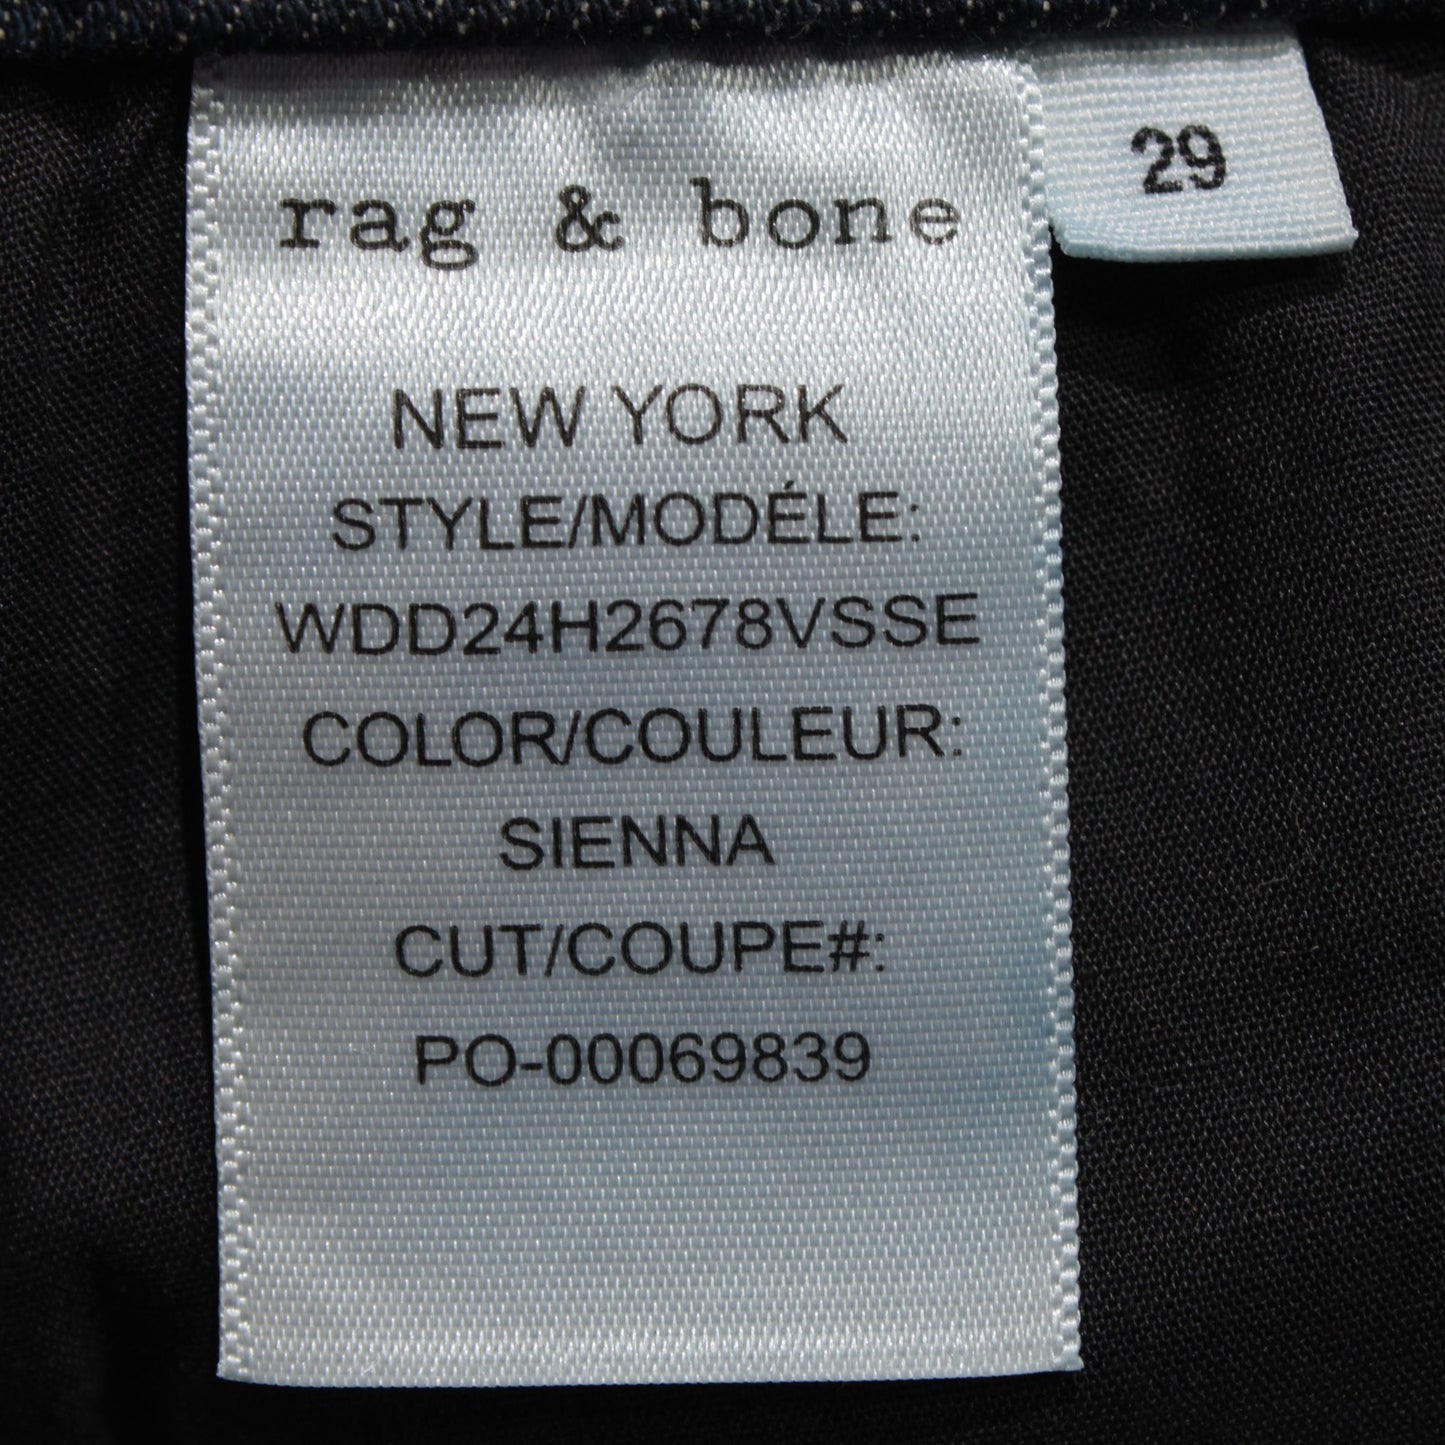 rag & bone
29
NEW YORK
STYLE/MODÉLE:
WDD24H2678VSSE
COLOR/COULEUR:
SIENNA
CUT/COUPE#:
PO-00069839